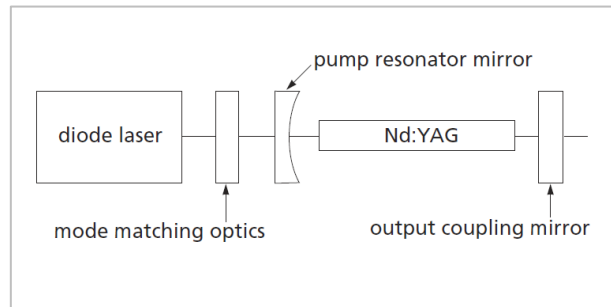 pump resonator mirror
diode laser
Nd:YAG
mode matching optics
output coupling mirror